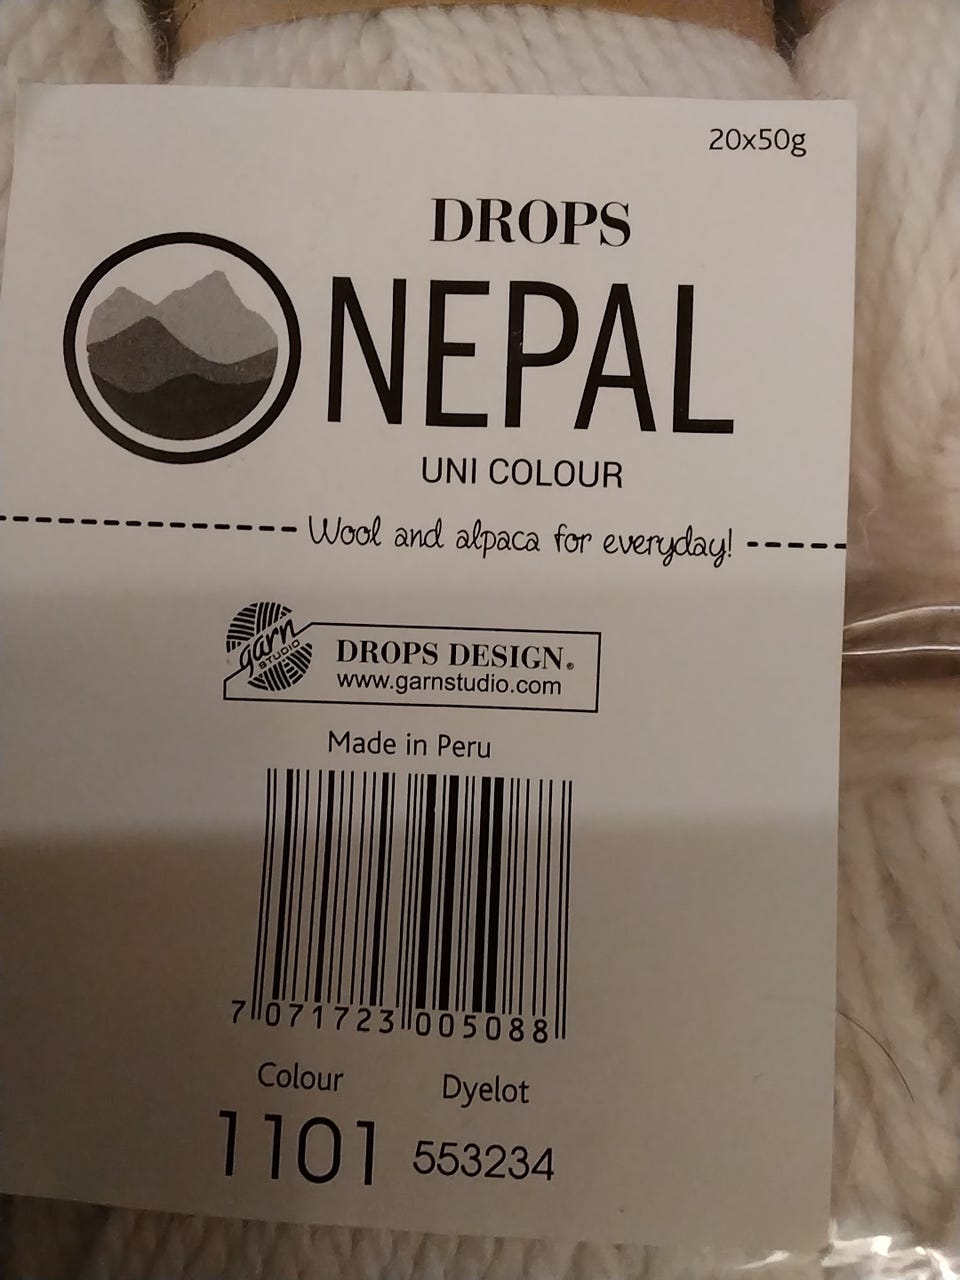 20x50g
DROPS
NEPAL
UNI COLOUR
Wool and alpaca for everyday!
garn
STUDIO
DROPS DESIGN®
www.garnstudio.com
Made in Peru
7 071723 005088
Colour Dyelot
1101 553234